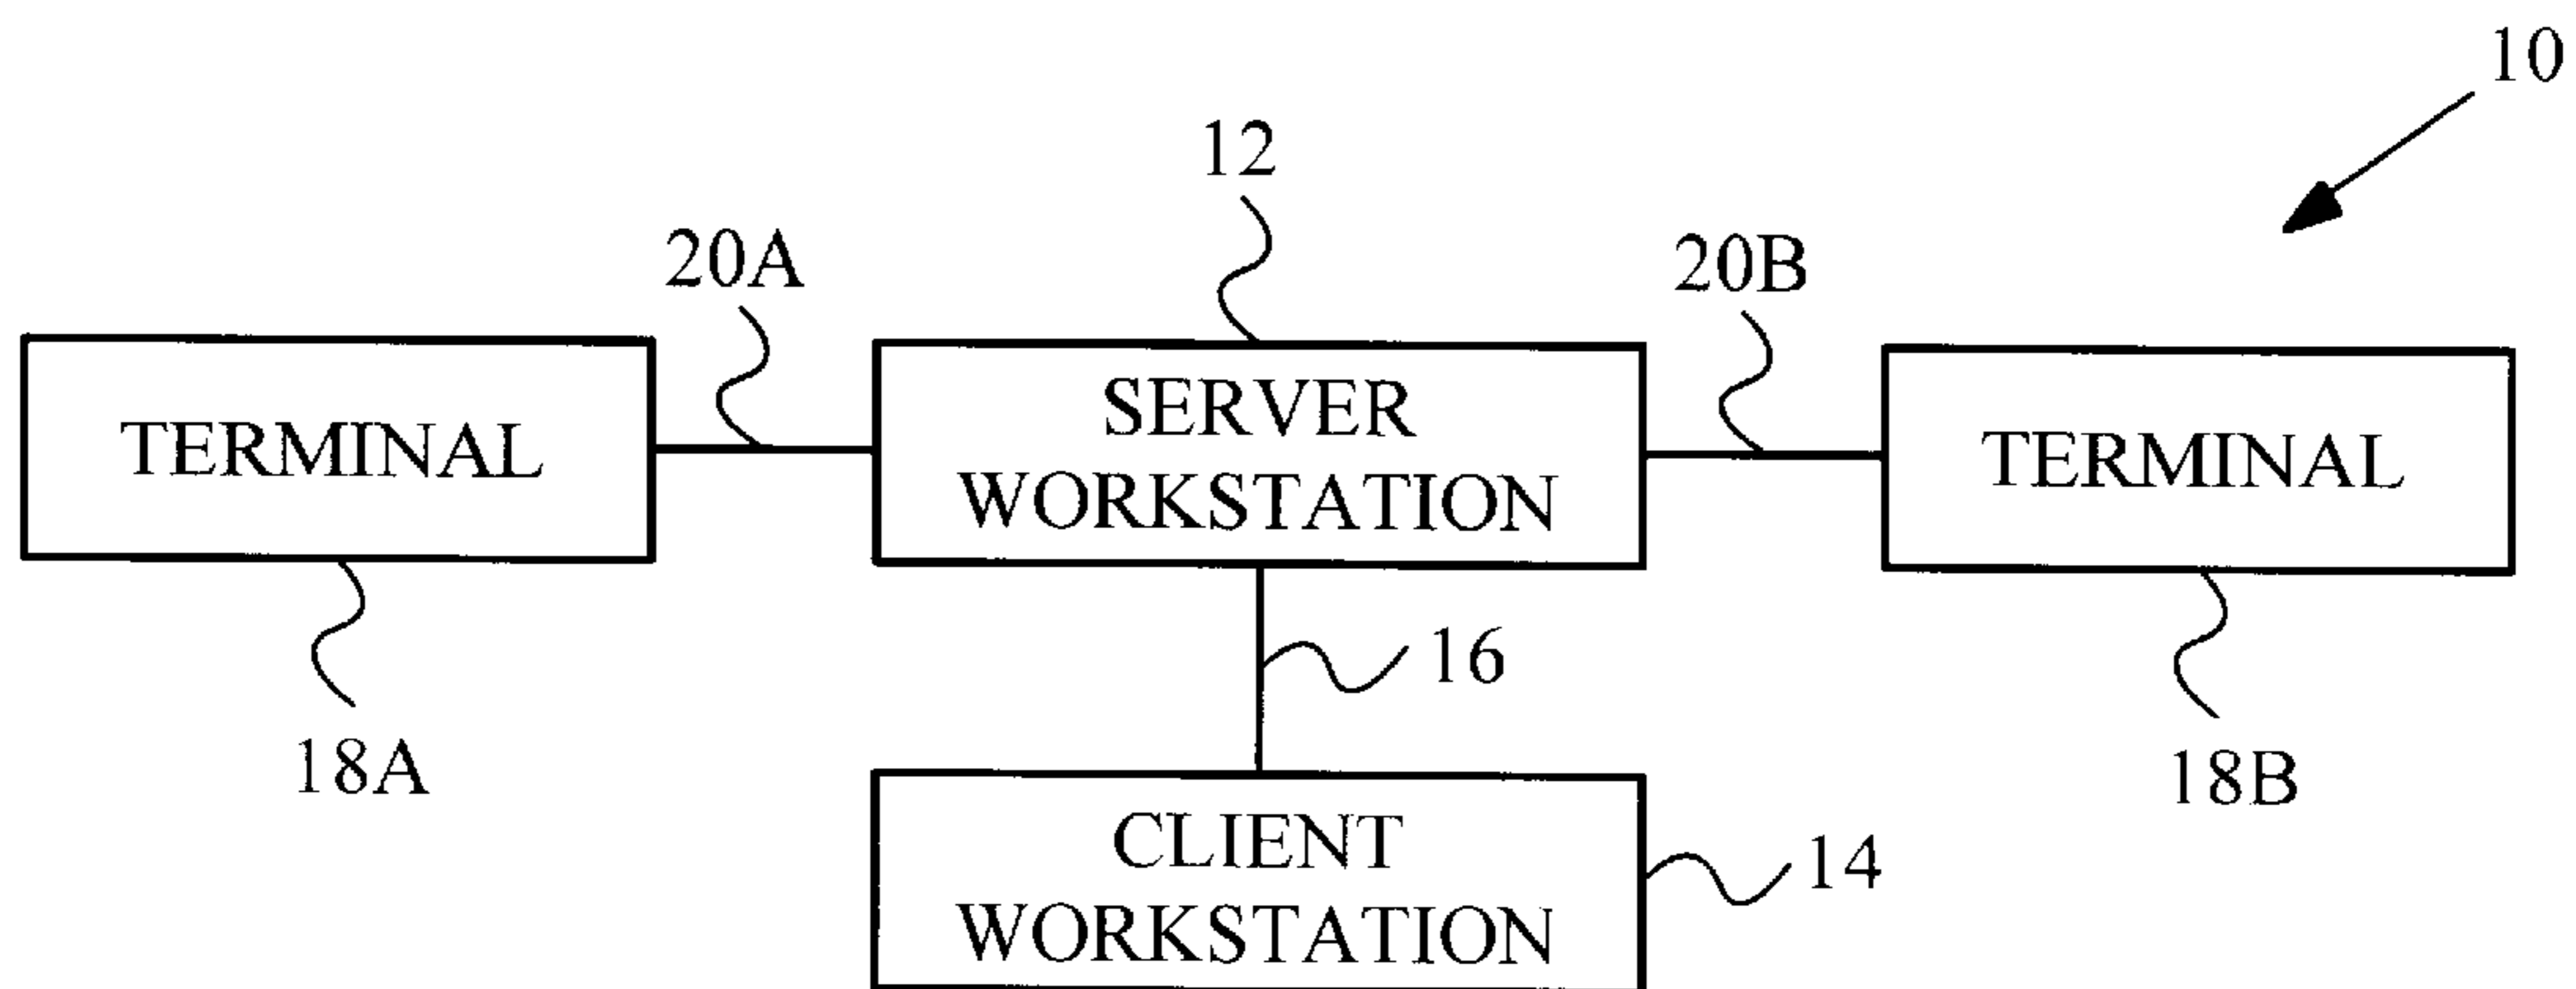 10
12
20A
20B
TERMINAL
SERVER
WORKSTATION
TERMINAL
16
18A
18B
CLIENT
WORKSTATION
14